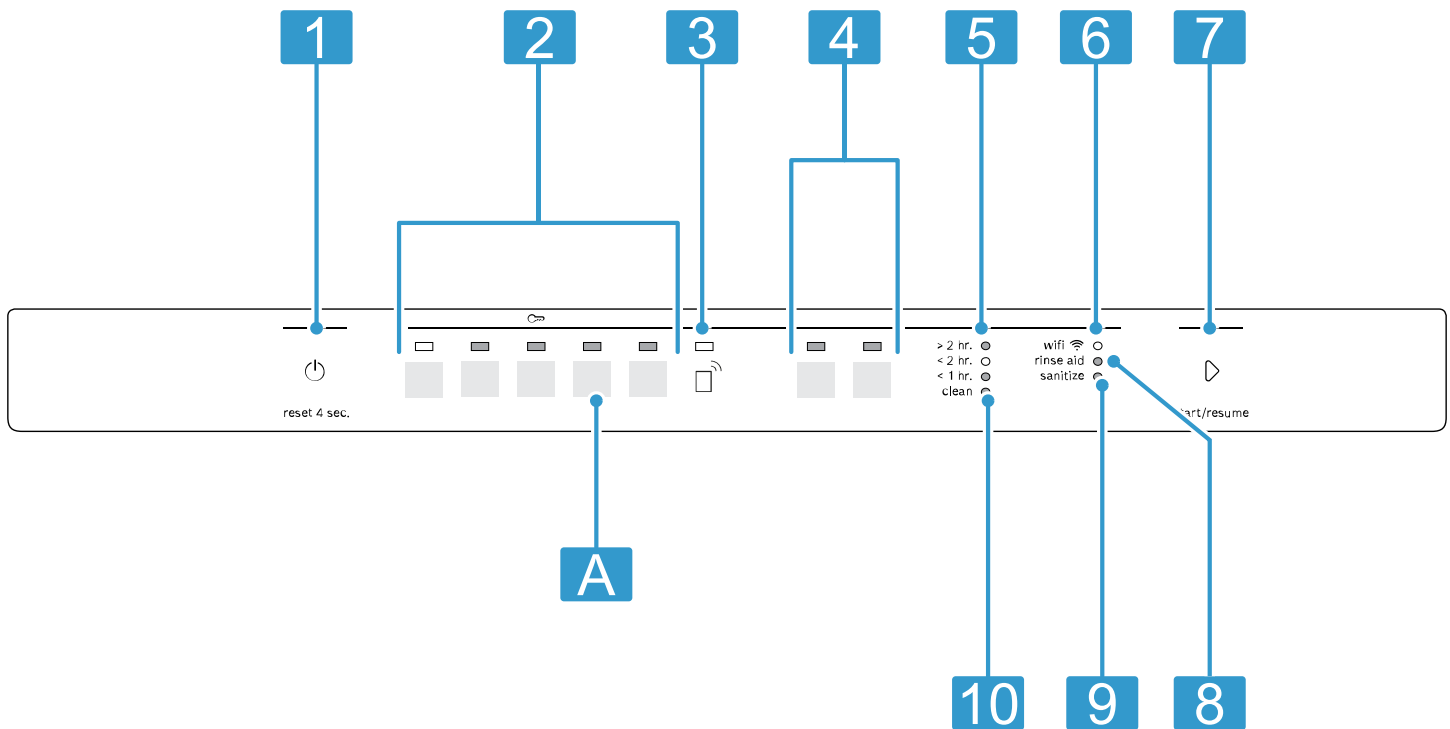 1 2 3 4 5 6 7
> 2 hr. wifi
< 2 hr. rinse aid
< 1 hr. sanitize
clean
reset 4 sec. art/resume
A
10 9 8